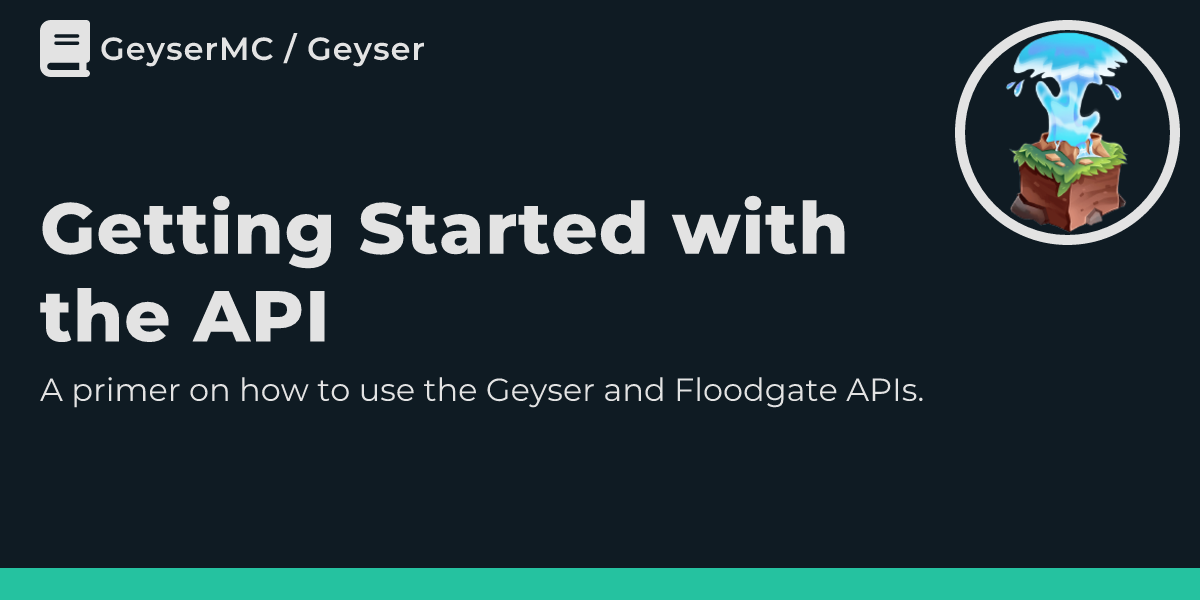 GeyserMC / Geyser
Getting Started with
the API
A primer on how to use the Geyser and Floodgate APIs.